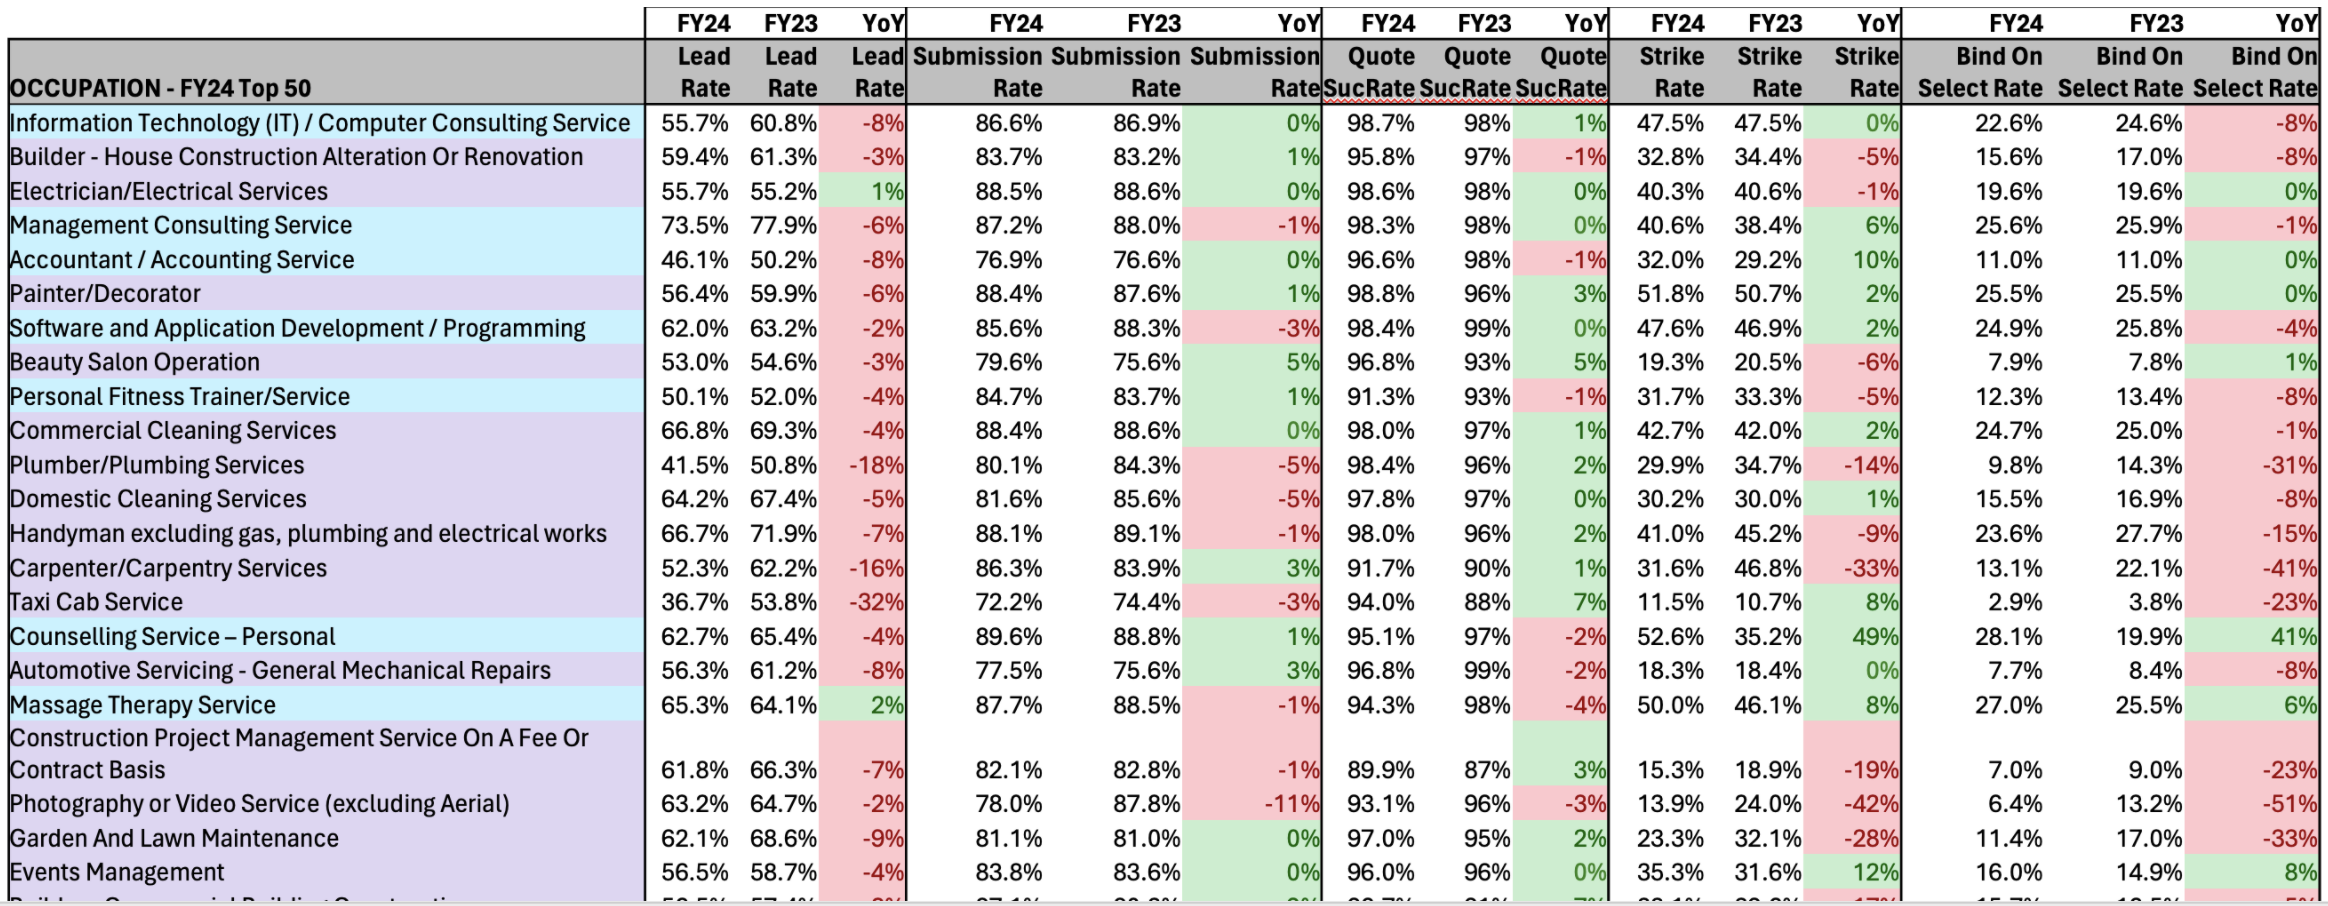 FY24 FY23 YoY FY24 FY23 YoY FY24 FY23 YoY FY24 FY23 YoY FY24 FY23 YoY
Lead Lead Lead Submission Submission Submission Quote Quote Quote Strike Strike Strike Bind On Bind On Bind On
OCCUPATION - FY24 Top 50 Rate Rate Rate Rate Rate Rate SucRate SucRate SucRate Rate Rate Rate Select Rate Select Rate Select Rate
Information Technology (IT) / Computer Consulting Service 55.7% 60.8% -8% 86.6% 86.9% 0% 98.7% 98% 1% 47.5% 47.5% 0% 22.6% 24.6% -8%
Builder - House Construction Alteration Or Renovation 59.4% 61.3% -3% 83.7% 83.2% 1% 95.8% 97% -1% 32.8% 34.4% -5% 15.6% 17.0% -8%
Electrician/Electrical Services 55.7% 55.2% 1% 88.5% 88.6% 0% 98.6% 98% 0% 40.3% 40.6% -1% 19.6% 19.6% 0%
Management Consulting Service 73.5% 77.9% -6% 87.2% 88.0% -1% 98.3% 98% 0% 40.6% 38.4% 6% 25.6% 25.9% -1%
Accountant / Accounting Service 46.1% 50.2% -8% 76.9% 76.6% 0% 96.6% 98% -1% 32.0% 29.2% 10% 11.0% 11.0% 0%
Painter/Decorator 56.4% 59.9% -6% 88.4% 87.6% 1% 98.8% 96% 3% 51.8% 50.7% 2% 25.5% 25.5% 0%
Software and Application Development / Programming 62.0% 63.2% -2% 85.6% 88.3% -3% 98.4% 99% 0% 47.6% 46.9% 2% 24.9% 25.8% -4%
Beauty Salon Operation 53.0% 54.6% -3% 79.6% 75.6% 5% 96.8% 93% 5% 19.3% 20.5% -6% 7.9% 7.8% 1%
Personal Fitness Trainer/Service 50.1% 52.0% -4% 84.7% 83.7% 1% 91.3% 93% -1% 31.7% 33.3% -5% 12.3% 13.4% -8%
Commercial Cleaning Services 66.8% 69.3% -4% 88.4% 88.6% 0% 98.0% 97% 1% 42.7% 42.0% 2% 24.7% 25.0% -1%
Plumber/Plumbing Services 41.5% 50.8% -18% 80.1% 84.3% -5% 98.4% 96% 2% 29.9% 34.7% -14% 9.8% 14.3% -31%
Domestic Cleaning Services 64.2% 67.4% -5% 81.6% 85.6% -5% 97.8% 97% 0% 30.2% 30.0% 1% 15.5% 16.9% -8%
Handyman excluding gas, plumbing and electrical works 66.7% 71.9% -7% 88.1% 89.1% -1% 98.0% 96% 2% 41.0% 45.2% -9% 23.6% 27.7% -15%
Carpenter/Carpentry Services 52.3% 62.2% -16% 86.3% 83.9% 3% 91.7% 90% 1% 31.6% 46.8% -33% 13.1% 22.1% -41%
Taxi Cab Service 36.7% 53.8% -32% 72.2% 74.4% -3% 94.0% 88% 7% 11.5% 10.7% 8% 2.9% 3.8% -23%
Counselling Service – Personal 62.7% 65.4% -4% 89.6% 88.8% 1% 95.1% 97% -2% 52.6% 35.2% 49% 28.1% 19.9% 41%
Automotive Servicing - General Mechanical Repairs 56.3% 61.2% -8% 77.5% 75.6% 3% 96.8% 99% -2% 18.3% 18.4% 0% 7.7% 8.4% -8%
Massage Therapy Service 65.3% 64.1% 2% 87.7% 88.5% -1% 94.3% 98% -4% 50.0% 46.1% 8% 27.0% 25.5% 6%
Construction Project Management Service On A Fee Or
Contract Basis 61.8% 66.3% -7% 82.1% 82.8% -1% 89.9% 87% 3% 15.3% 18.9% -19% 7.0% 9.0% -23%
Photography or Video Service (excluding Aerial) 63.2% 64.7% -2% 78.0% 87.8% -11% 93.1% 96% -3% 13.9% 24.0% -42% 6.4% 13.2% -51%
Garden And Lawn Maintenance 62.1% 68.6% -9% 81.1% 81.0% 0% 97.0% 95% 2% 23.3% 32.1% -28% 11.4% 17.0% -33%
Events Management 56.5% 58.7% -4% 83.8% 83.6% 0% 96.0% 96% 0% 35.3% 31.6% 12% 16.0% 14.9% 8%